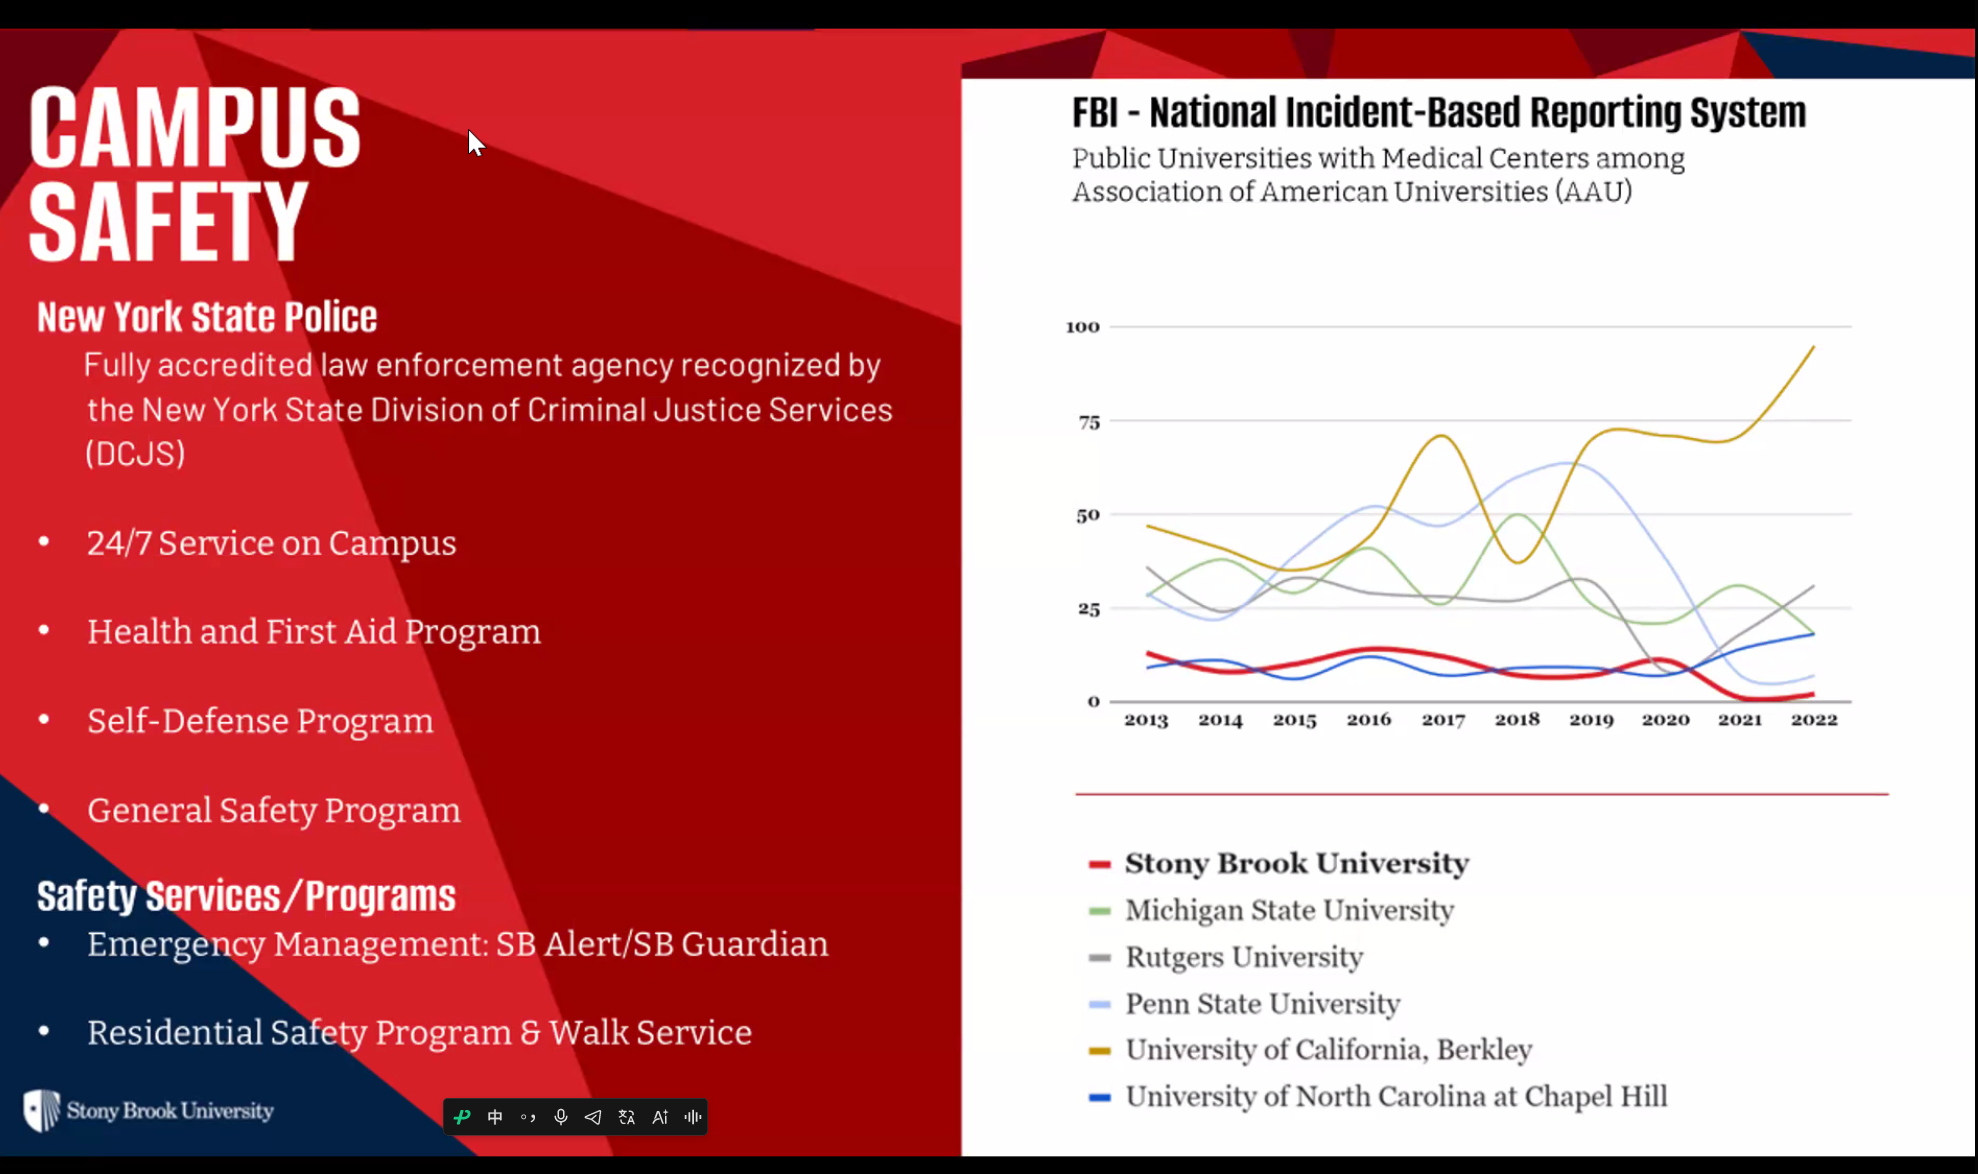 CAMPUS
SAFETY
New York State Police
Fully accredited law enforcement agency recognized by
the New York State Division of Criminal Justice Services
(DCJS)
• 24/7 Service on Campus
• Health and First Aid Program
• Self-Defense Program
• General Safety Program
Safety Services/Programs
• Emergency Management: SB Alert/SB Guardian
• Residential Safety Program & Walk Service
Stony Brook University
中
FBI - National Incident-Based Reporting System
Public Universities with Medical Centers among
Association of American Universities (AAU)
100
75
50
25
0
2013 2014 2015 2016 2017 2018 2019 2020 2021 2022
Stony Brook University
Michigan State University
Rutgers University
Penn State University
University of California, Berkley
University of North Carolina at Chapel Hill